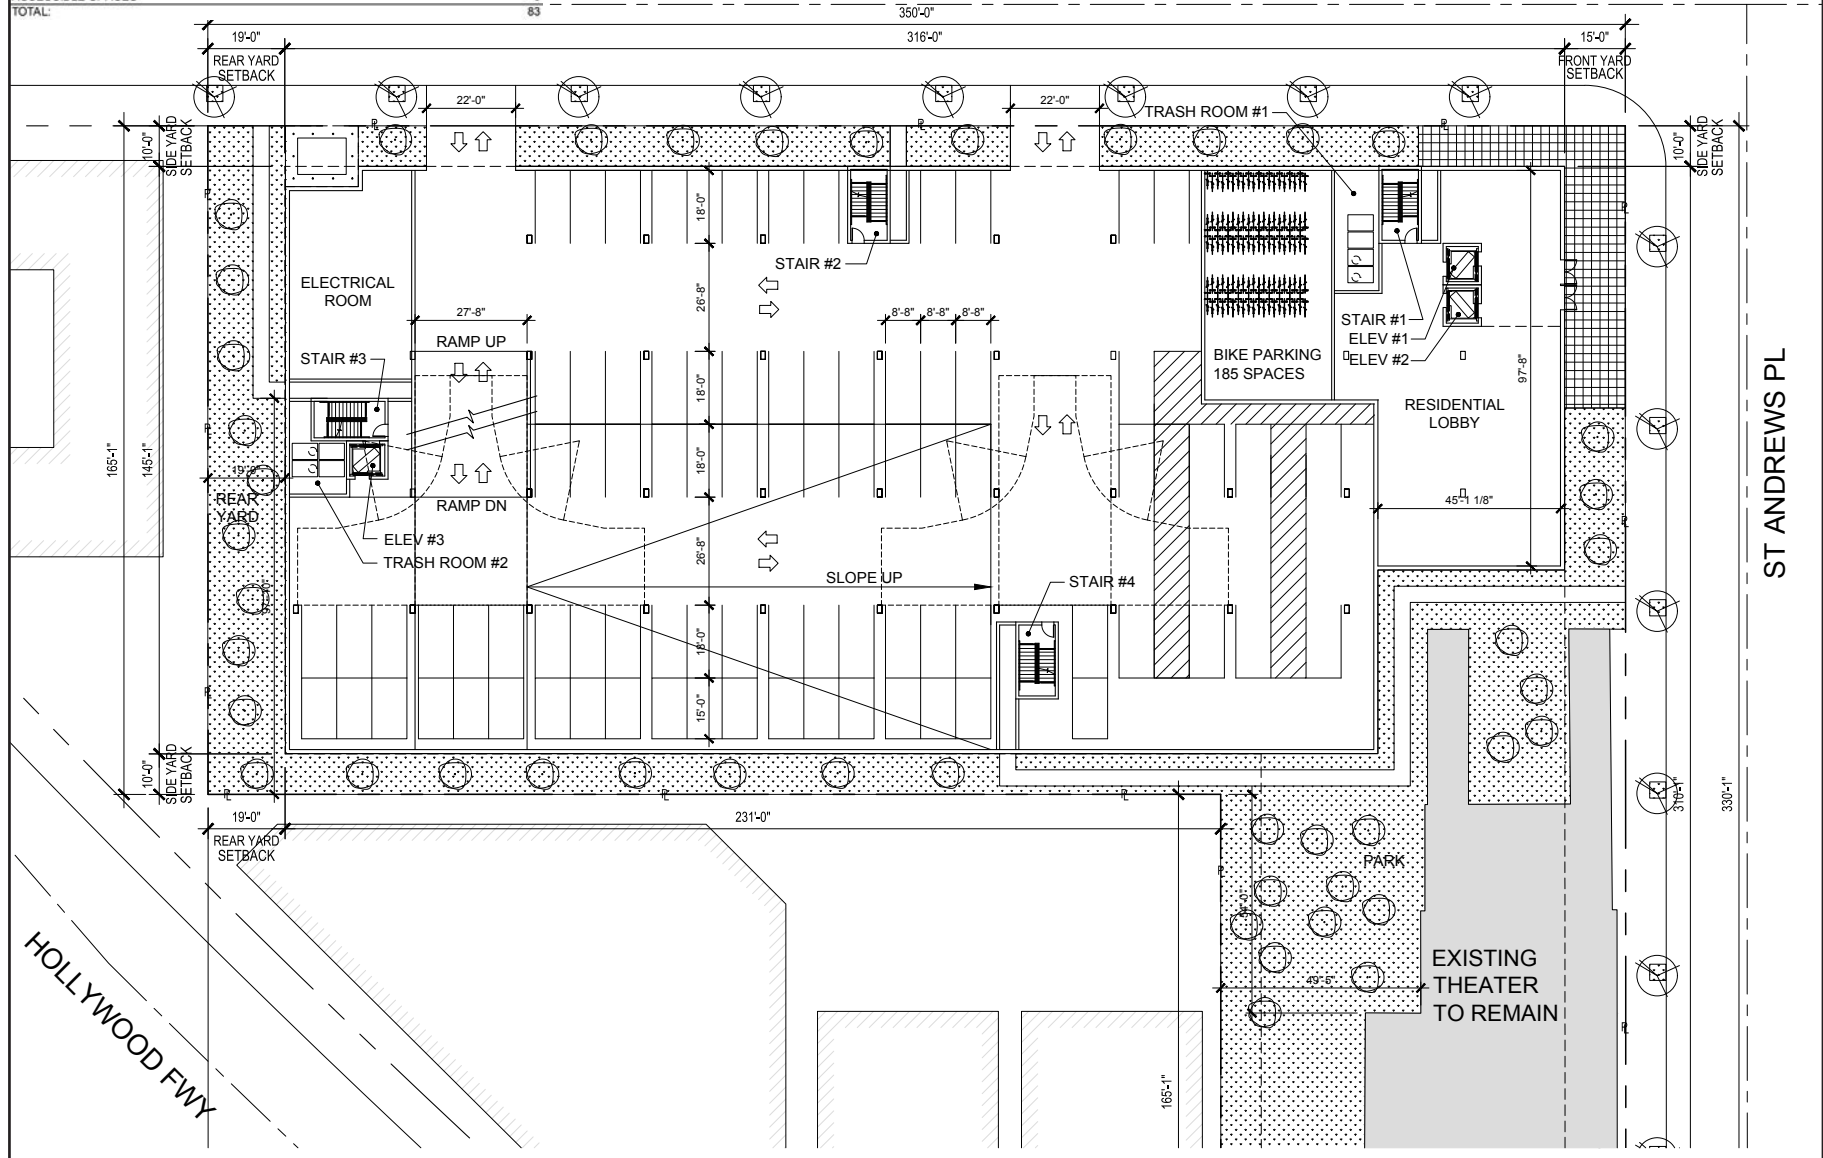 TOTAL: 83
350'-0"
19'-0"
316'-0"
15'-0"
REAR YARD
SETBACK
FRONT YARD
SETBACK
22'-0"
22'-0"
TRASH ROOM #1
10'-0"
SIDE YARD
SETBACK
10'-0"
SIDE YARD
SETBACK
18'-0"
STAIR #2
ELECTRICAL
ROOM
26'-8"
27'-8"
8'-8"
8'-8"
8'-8"
STAIR #1
ELEV #1
ELEV #2
RAMP UP
STAIR #3
BIKE PARKING
185 SPACES
18'-0"
97'-8"
RESIDENTIAL
LOBBY
ST ANDREWS PL
165'-1"
145'-1"
18'-0"
19'-0"
REAR
YARD
RAMP DN
45'-1 1/8"
ELEV #3
TRASH ROOM #2
26'-8"
SLOPE UP
STAIR #4
18'-0"
15'-0"
10'-0"
SIDE YARD
SETBACK
310'-1"
330'-1"
19'-0"
231'-0"
REAR YARD
SETBACK
PARK
HOLLYWOOD FWY
49'-5"
EXISTING
THEATER
TO REMAIN
165'-1"